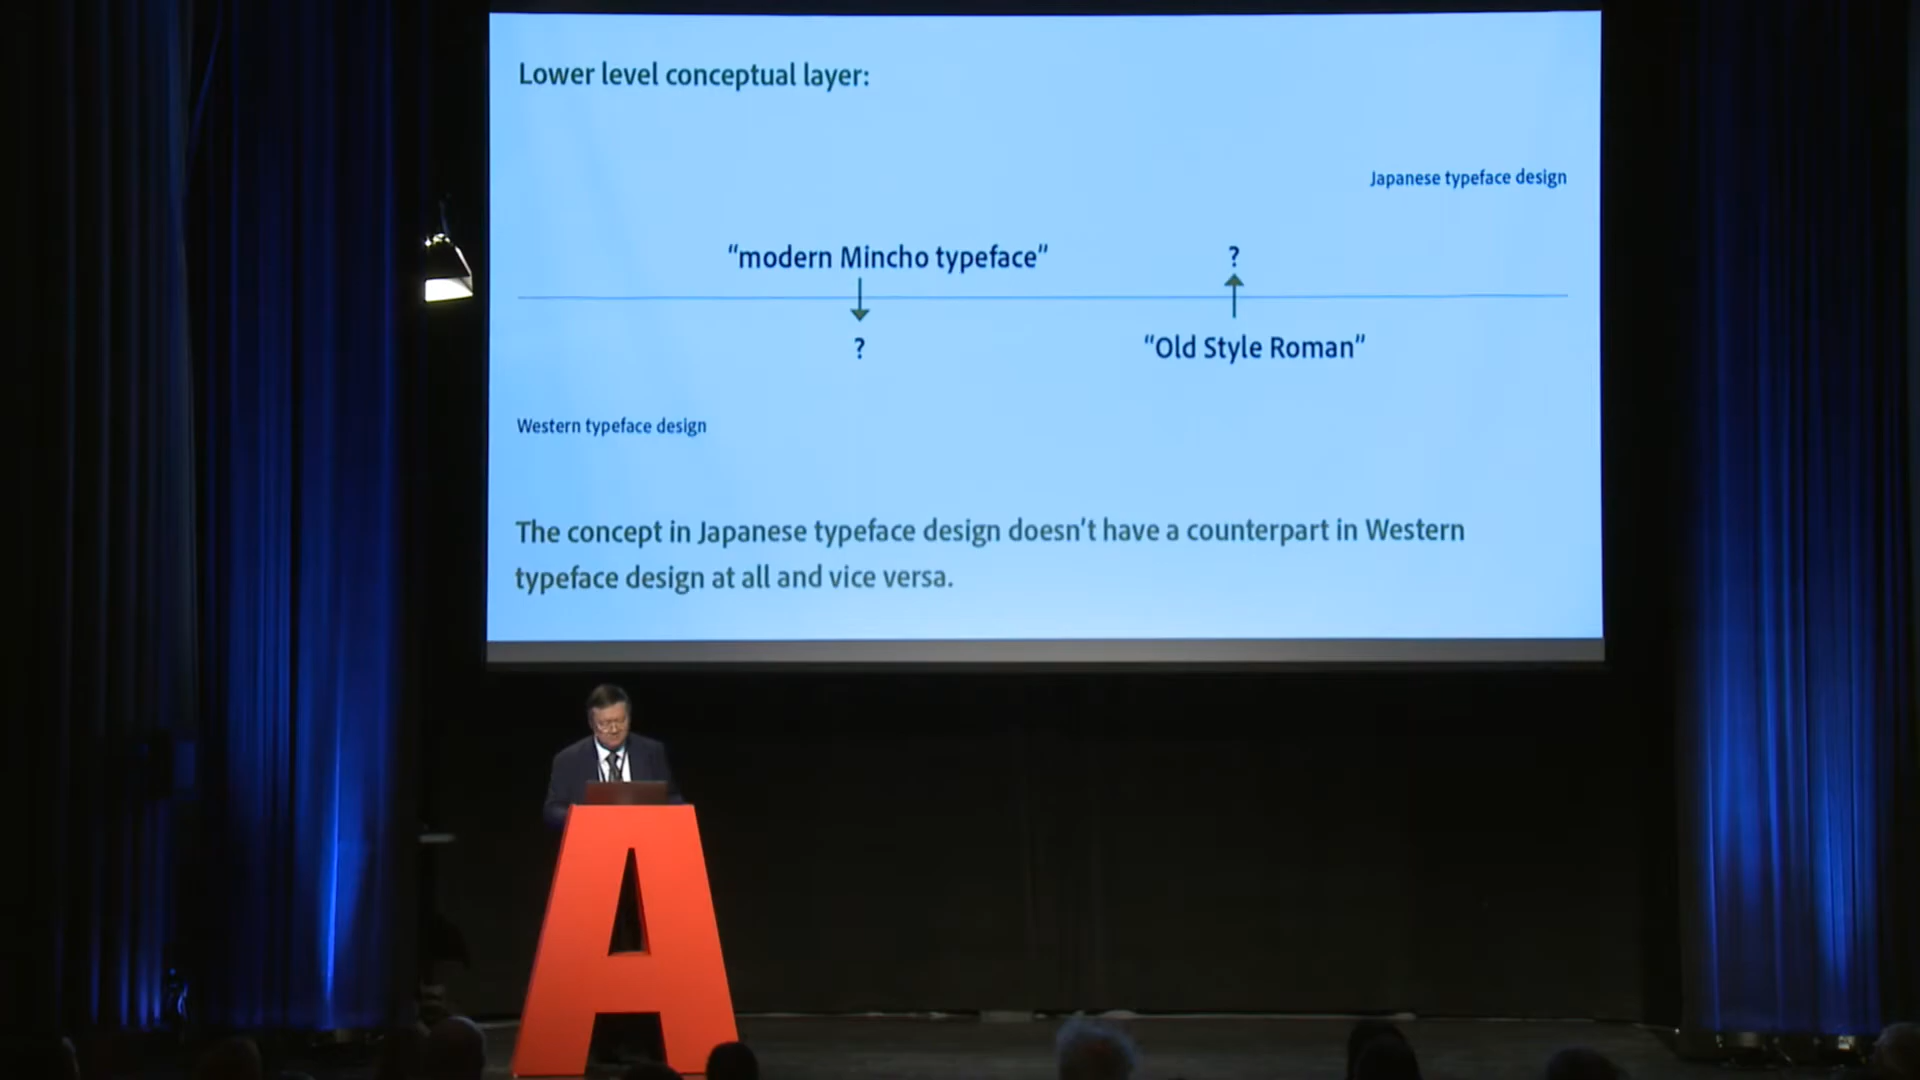 Lower level conceptual layer:
Japanese typeface design
“modern Mincho typeface”
?
?
“Old Style Roman”
Western typeface design
The concept in Japanese typeface design doesn’t have a counterpart in Western
typeface design at all and vice versa.
A